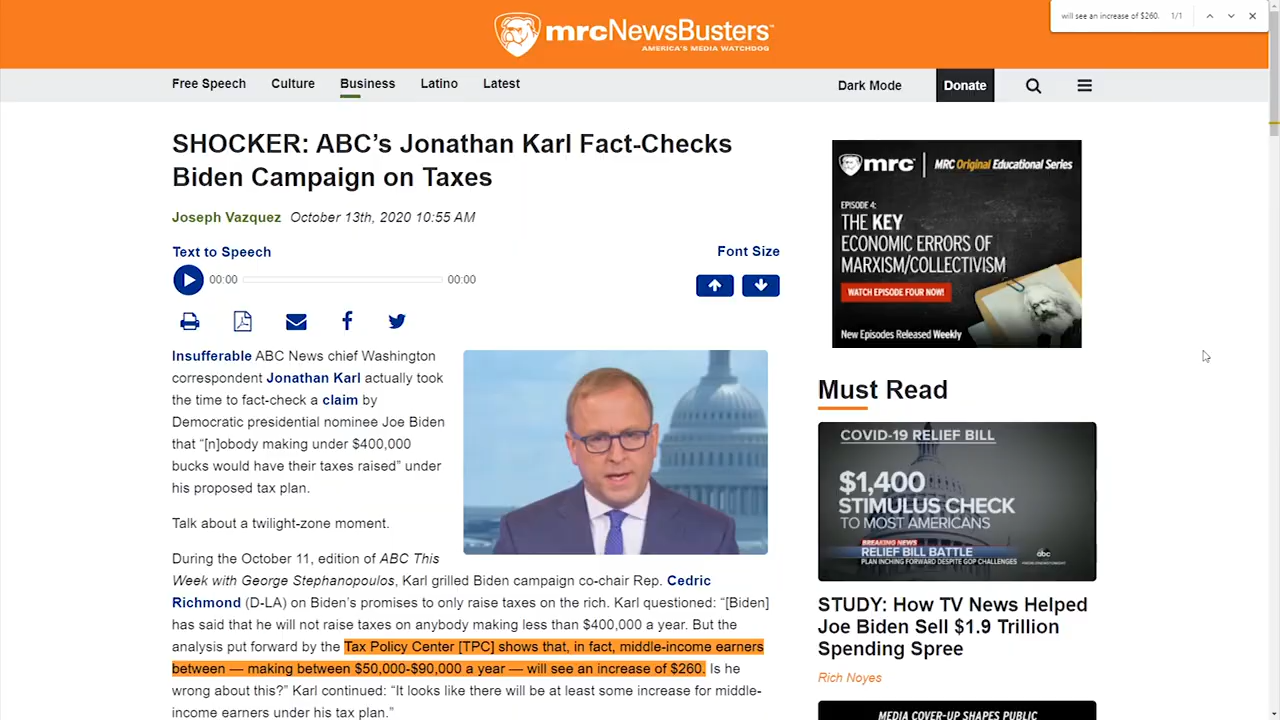 will see an increase of $260. 1/1
mrcNewsBusters
AMERICA'S MEDIA WATCHDOG
Free Speech Culture Business Latino Latest Dark Mode Donate
SHOCKER: ABC’s Jonathan Karl Fact-Checks
Biden Campaign on Taxes
Joseph Vazquez October 13th, 2020 10:55 AM
Text to Speech Font Size
00:00 00:00
Insufferable ABC News chief Washington
correspondent Jonathan Karl actually took
the time to fact-check a claim by
Democratic presidential nominee Joe Biden
that “[n]obody making under $400,000
bucks would have their taxes raised” under
his proposed tax plan.
Talk about a twilight-zone moment.
During the October 11, edition of ABC This
Week with George Stephanopoulos, Karl grilled Biden campaign co-chair Rep. Cedric
Richmond (D-LA) on Biden’s promises to only raise taxes on the rich. Karl questioned: “[Biden]
has said that he will not raise taxes on anybody making less than $400,000 a year. But the
analysis put forward by the Tax Policy Center [TPC] shows that, in fact, middle-income earners
between — making between $50,000-$90,000 a year — will see an increase of $260. Is he
wrong about this?” Karl continued: “It looks like there will be at least some increase for middle-
income earners under his tax plan.”
mrc MRC Original Educational Series
EPISODE 4:
THE KEY
ECONOMIC ERRORS OF
MARXISM/COLLECTIVISM
WATCH EPISODE FOUR NOW!
New Episodes Released Weekly
Must Read
COVID-19 RELIEF BILL
$1,400
STIMULUS CHECK
TO MOST AMERICANS
BREAKING NEWS
RELIEF BILL BATTLE
PLAN INCHING FORWARD DESPITE GOP CHALLENGES
abc
STUDY: How TV News Helped
Joe Biden Sell $1.9 Trillion
Spending Spree
Rich Noyes
MEDIA COVER-UP SHAPES PUBLIC